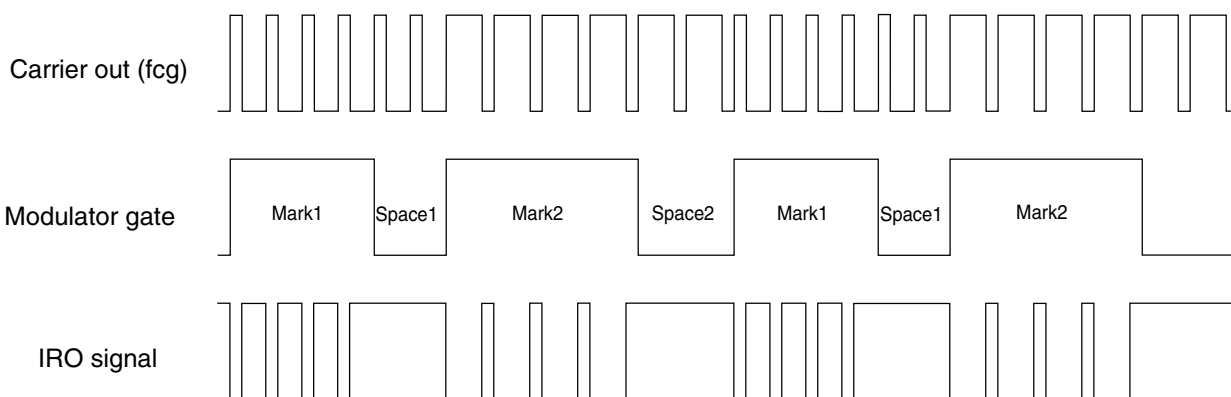 Carrier out (fcg)
Modulator gate
Mark1
Space1
Mark2
Space2
Mark1
Space1
Mark2
IRO signal